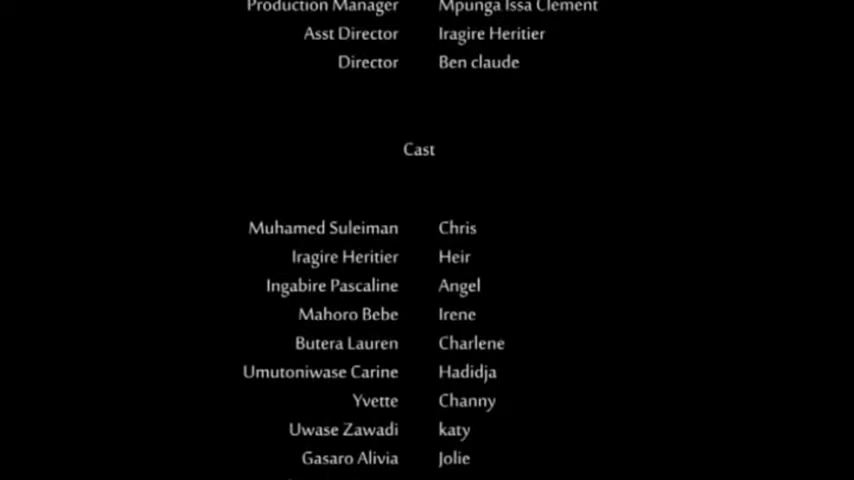 Production Manager Mpunga Issa Clement
Asst Director Iragire Heritier
Director Ben claude
Cast
Muhamed Suleiman Chris
Iragire Heritier Heir
Ingabire Pascaline Angel
Mahoro Bebe Irene
Butera Lauren Charlene
Umutoniwase Carine Hadidja
Yvette Channy
Uwase Zawadi katy
Gasaro Alivia Jolie